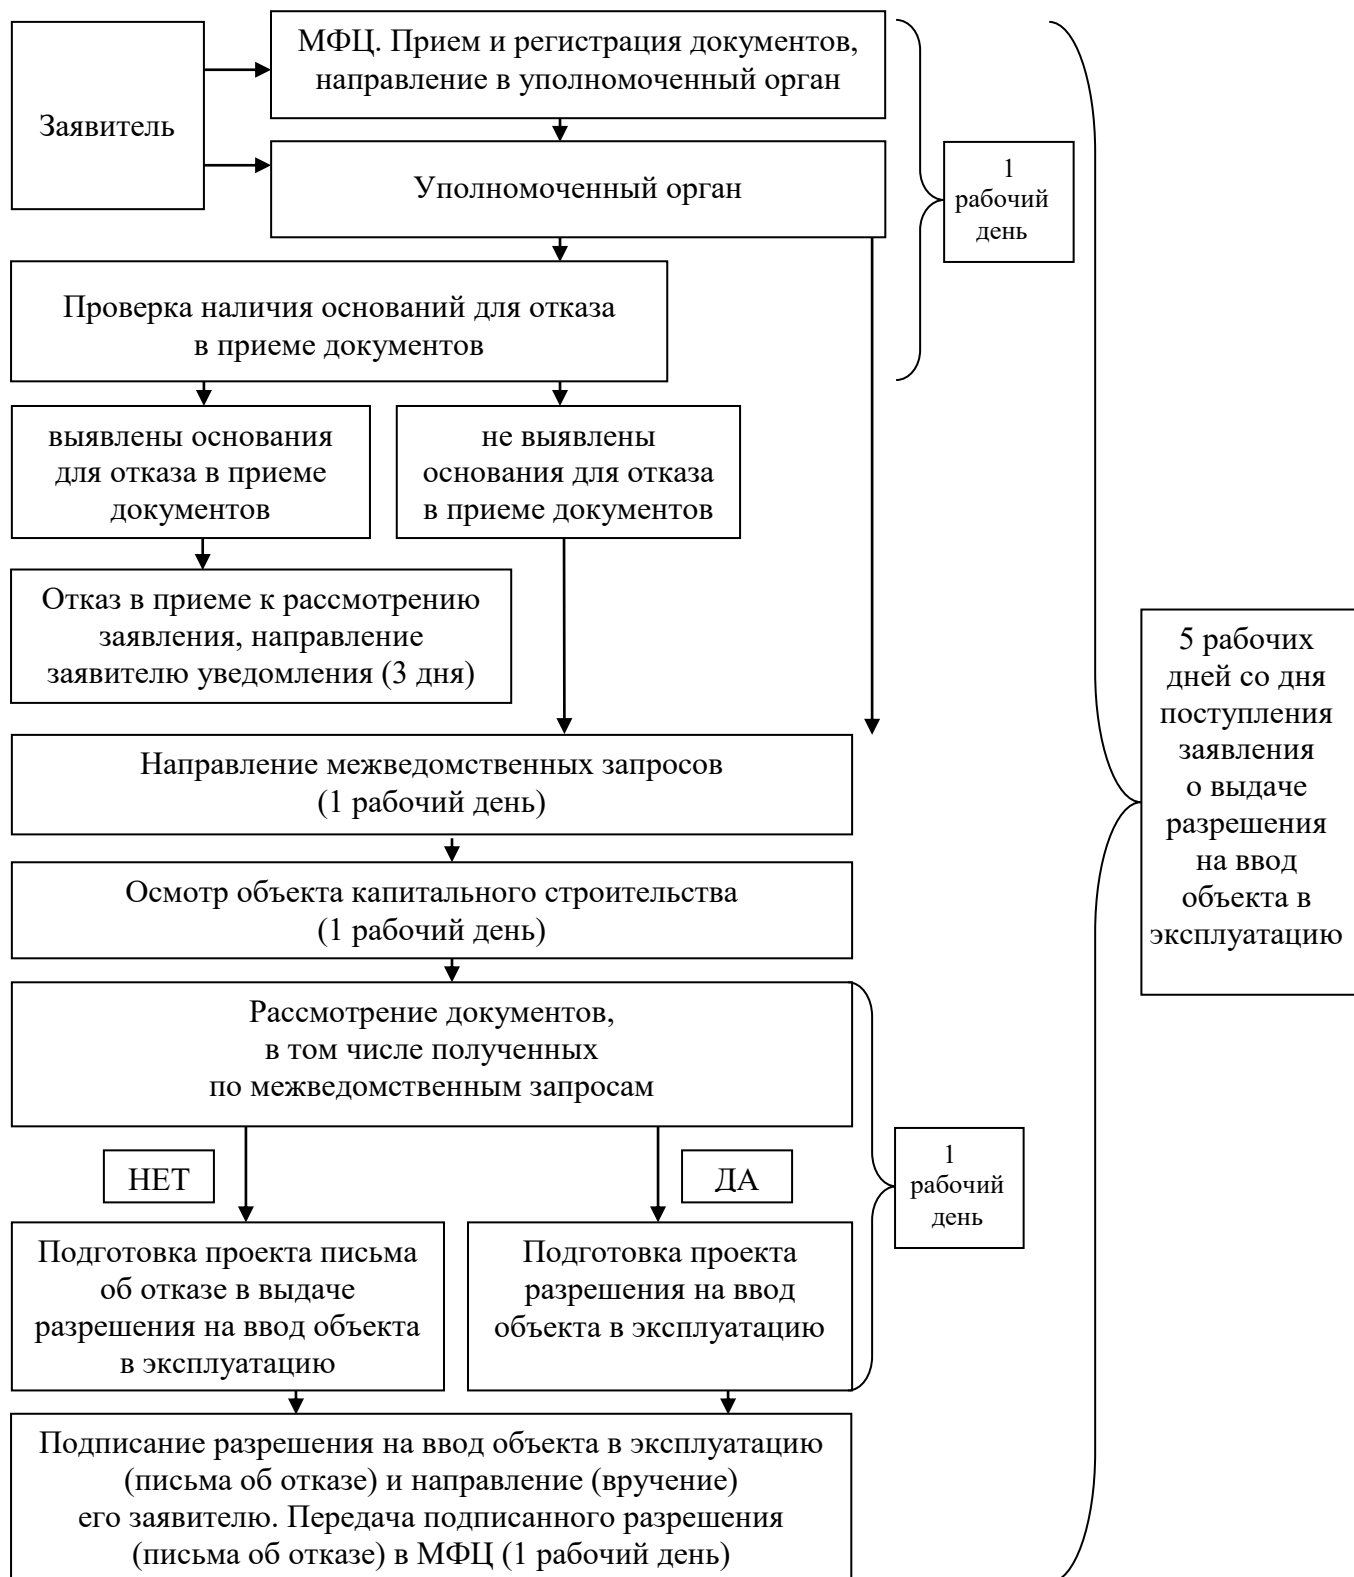 МФЦ. Прием и регистрация документов,
направление в уполномоченный орган
Заявитель
Уполномоченный орган
1
рабочий
день
Проверка наличия оснований для отказа
в приеме документов
выявлены основания
для отказа в приеме
документов
не выявлены
основания для отказа
в приеме документов
Отказ в приеме к рассмотрению
заявления, направление
заявителю уведомления (3 дня)
5 рабочих
дней со дня
поступления
заявления
о выдаче
разрешения
на ввод
объекта в
эксплуатацию
Направление межведомственных запросов
(1 рабочий день)
Осмотр объекта капитального строительства
(1 рабочий день)
Рассмотрение документов,
в том числе полученных
по межведомственным запросам
НЕТ
ДА
1
рабочий
день
Подготовка проекта письма
об отказе в выдаче
разрешения на ввод объекта
в эксплуатацию
Подготовка проекта
разрешения на ввод
объекта в эксплуатацию
Подписание разрешения на ввод объекта в эксплуатацию
(письма об отказе) и направление (вручение)
его заявителю. Передача подписанного разрешения
(письма об отказе) в МФЦ (1 рабочий день)